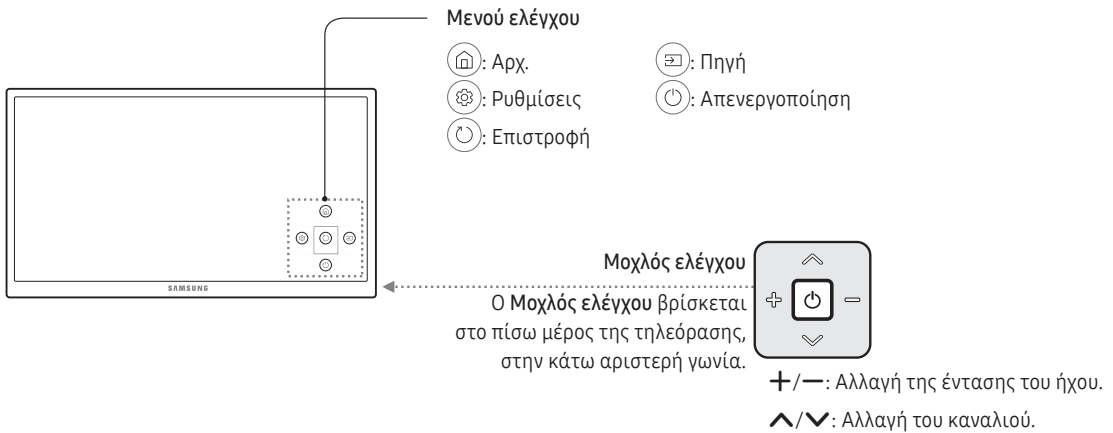 Μενού ελέγχου
: Αρχ.
: Πηγή
: Ρυθμίσεις
: Απενεργοποίηση
: Επιστροφή
SAMSUNG
Μοχλός ελέγχου
Ο Μοχλός ελέγχου βρίσκεται
στο πίσω μέρος της τηλεόρασης,
στην κάτω αριστερή γωνία.
+/−: Αλλαγή της έντασης του ήχου.
∧/∨: Αλλαγή του καναλιού.